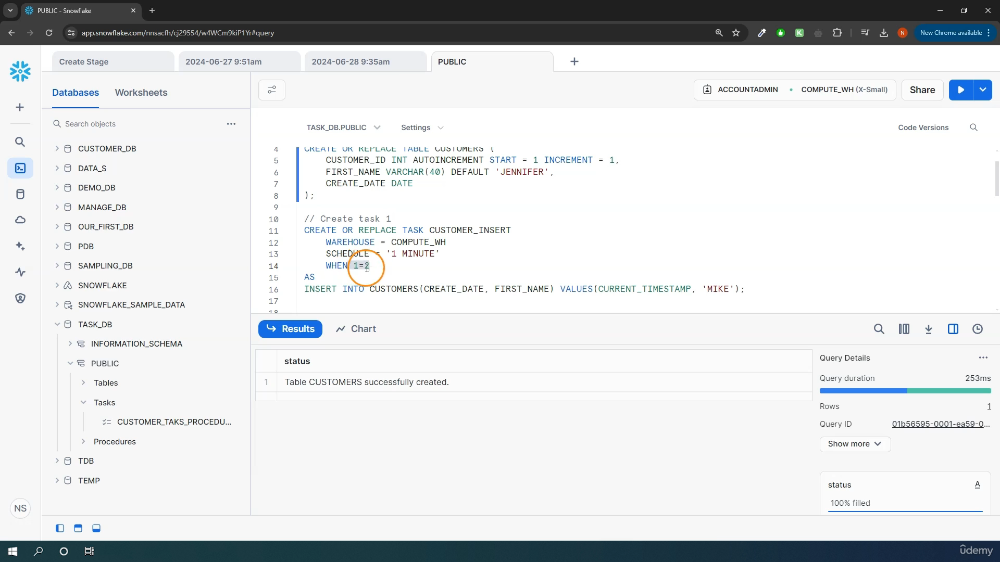 PUBLIC - Snowflake
app.snowflake.com/nnsacfh/cj29554/w4WCm9kiP1Yr#query
N
New Chrome available
Create Stage
2024-06-27 9:51am
2024-06-28 9:35am
PUBLIC
Databases
Worksheets
ACCOUNTADMIN
COMPUTE_WH (X-Small)
Share
Search objects
TASK_DB.PUBLIC
Settings
Code Versions
CUSTOMER_DB
DATA_S
DEMO_DB
MANAGE_DB
OUR_FIRST_DB
PDB
SAMPLING_DB
SNOWFLAKE
SNOWFLAKE_SAMPLE_DATA
TASK_DB
INFORMATION_SCHEMA
PUBLIC
Tables
Tasks
CUSTOMER_TAKS_PROCEDU...
Procedures
TDB
TEMP
NS
4 CREATE OR REPLACE TABLE CUSTOMERS (
5 CUSTOMER_ID INT AUTOINCREMENT START = 1 INCREMENT = 1,
6 FIRST_NAME VARCHAR(40) DEFAULT 'JENNIFER',
7 CREATE_DATE DATE
8 );
9
10 // Create task 1
11 CREATE OR REPLACE TASK CUSTOMER_INSERT
12 WAREHOUSE = COMPUTE_WH
13 SCHEDULE = '1 MINUTE'
14 WHEN 1=2
15 AS
16 INSERT INTO CUSTOMERS(CREATE_DATE, FIRST_NAME) VALUES(CURRENT_TIMESTAMP, 'MIKE');
17
18
Results
Chart
status
1 Table CUSTOMERS successfully created.
Query Details
Query duration 253ms
Rows 1
Query ID 01b56595-0001-ea59-0...
Show more
status A
100% filled
ûdemy